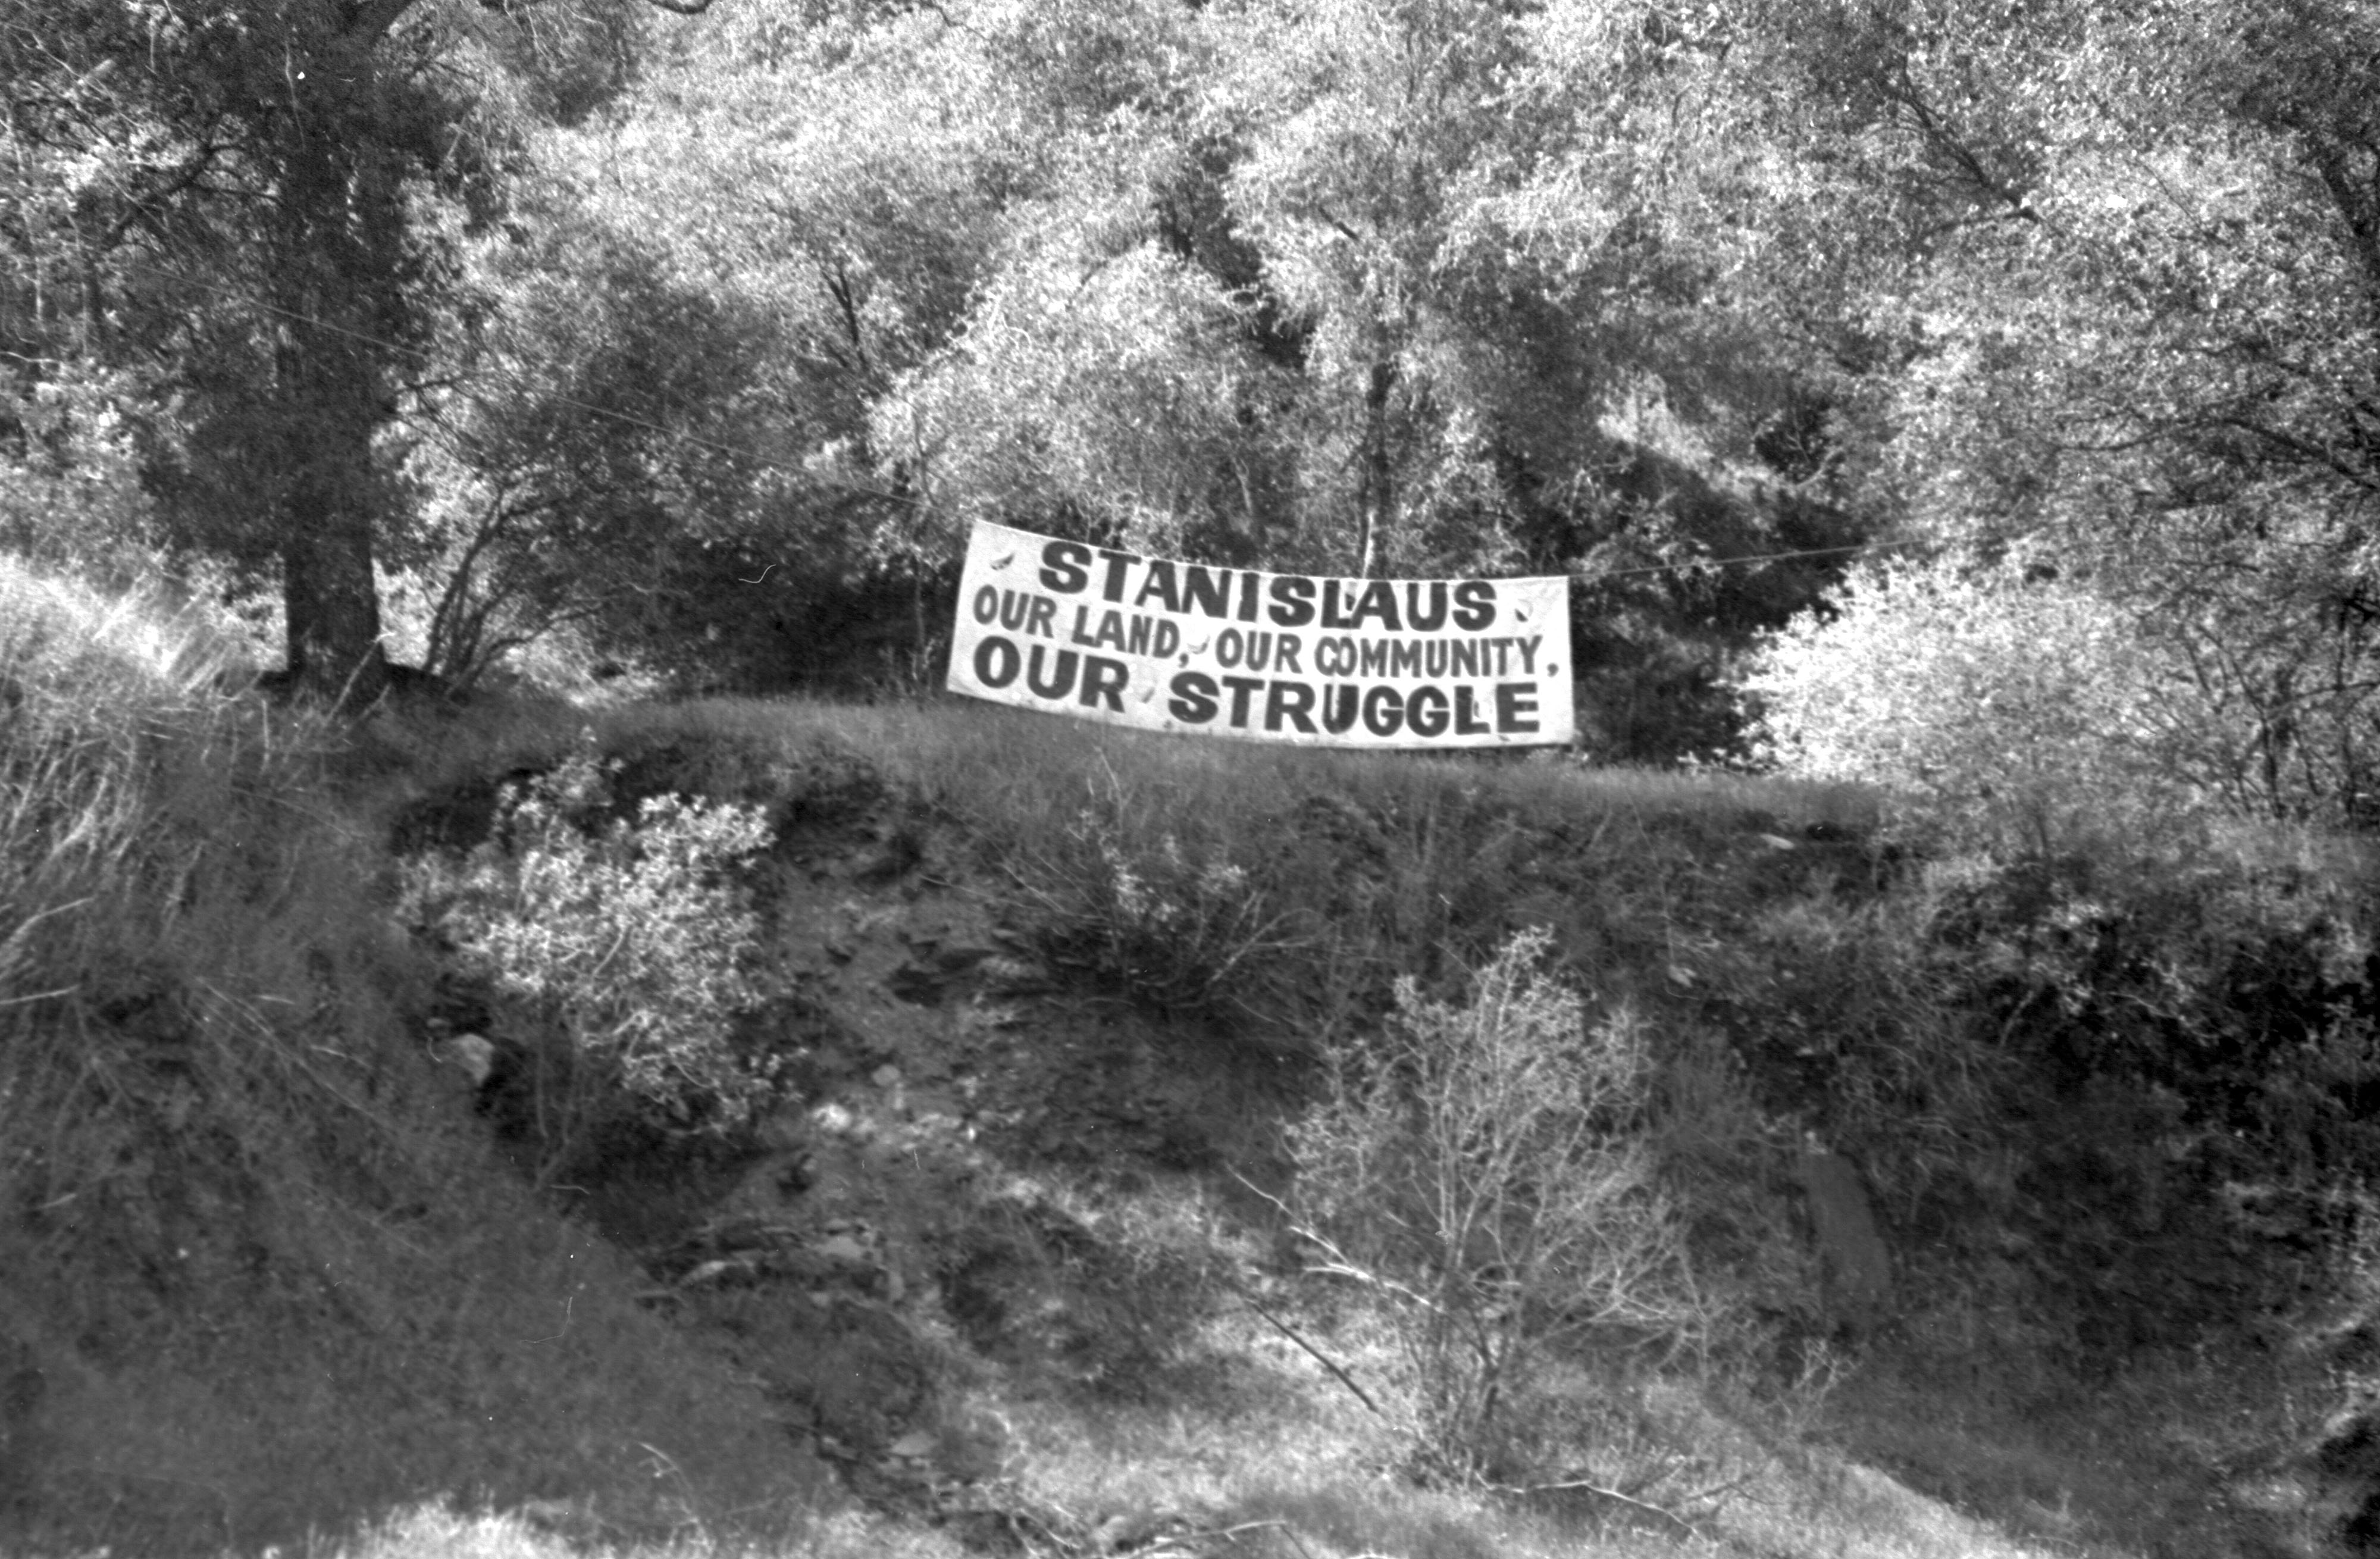 STANISLAUS
OUR LAND, OUR COMMUNITY,
OUR STRUGGLE